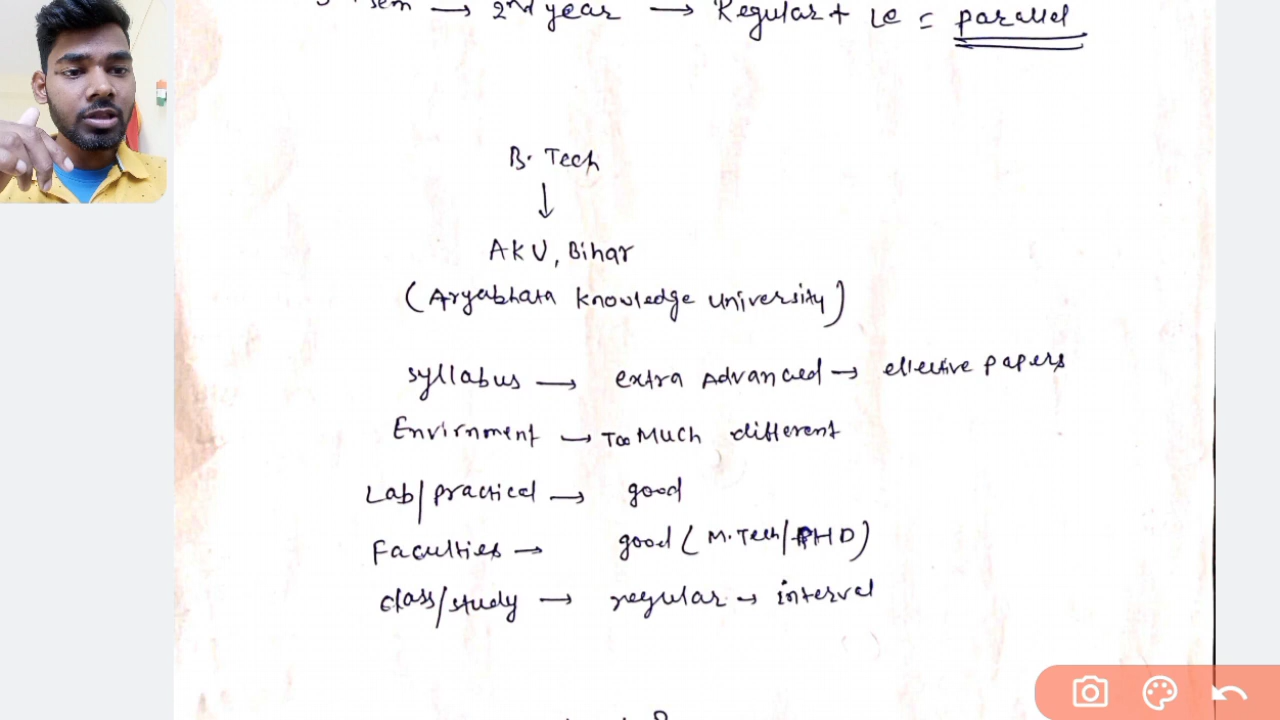 sem → 2nd year → Regular + LE = parallel
B. Tech
↓
AKU, Bihar
(Aryabhata Knowledge University)
syllabus → extra Advanced → ellective papers
Envirnment → Too Much different
Lab/practical → good
Faculties → good (M.Tech/PHD)
class/study → regular → interval